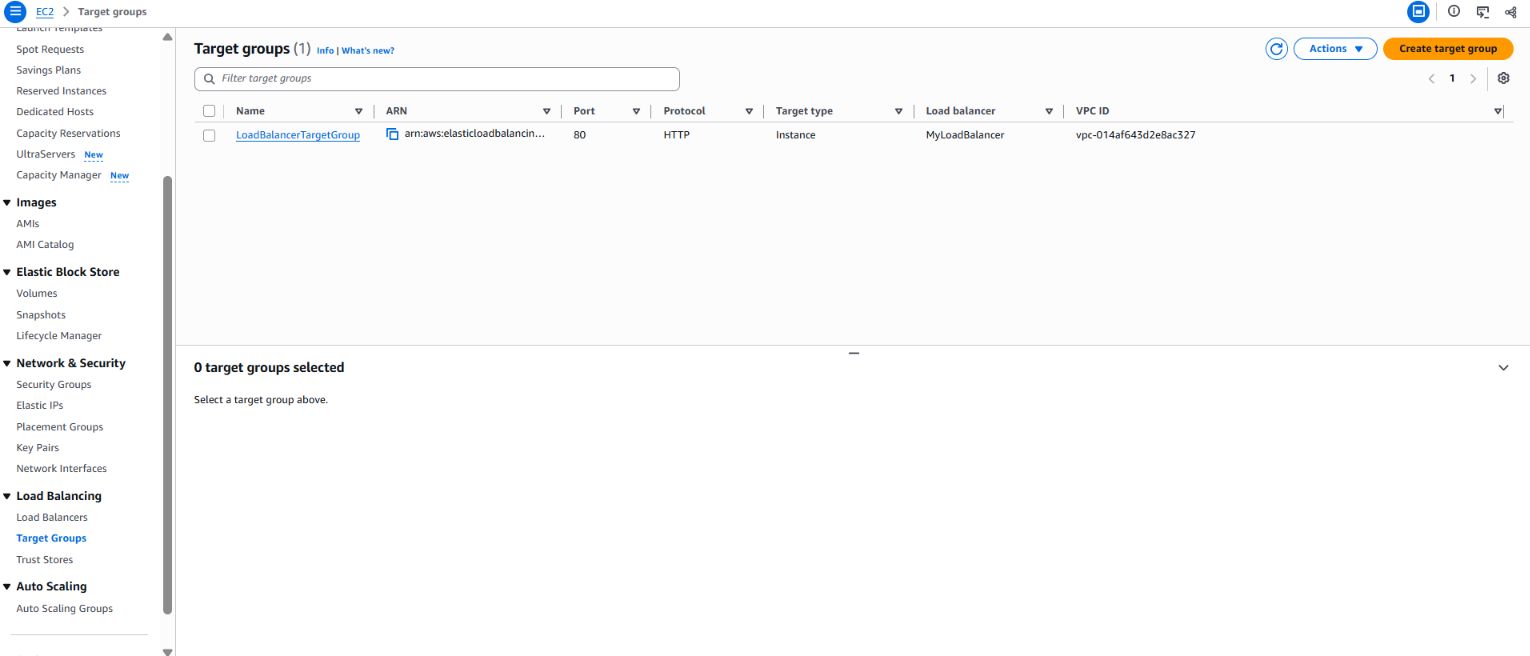 EC2 > Target groups
Launch Templates
Spot Requests
Savings Plans
Reserved Instances
Dedicated Hosts
Capacity Reservations
UltraServers New
Capacity Manager New
Images
AMIs
AMI Catalog
Elastic Block Store
Volumes
Snapshots
Lifecycle Manager
Network & Security
Security Groups
Elastic IPs
Placement Groups
Key Pairs
Network Interfaces
Load Balancing
Load Balancers
Target Groups
Trust Stores
Auto Scaling
Auto Scaling Groups
Target groups (1) Info | What's new?
Actions
Create target group
Filter target groups
1
Name ARN Port Protocol Target type Load balancer VPC ID
LoadBalancerTargetGroup arn:aws:elasticloadbalancin... 80 HTTP Instance MyLoadBalancer vpc-014af643d2e8ac327
0 target groups selected
Select a target group above.